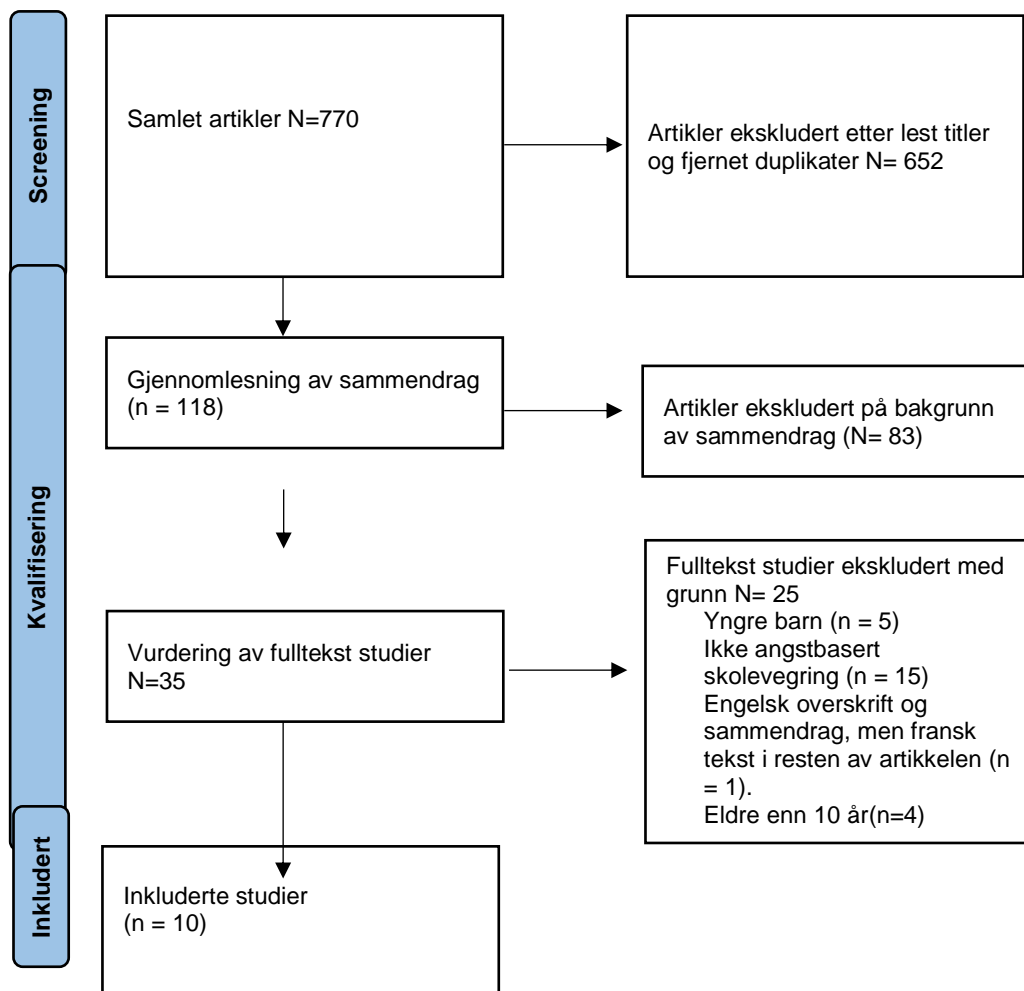 Screening
Samlet artikler N=770
Artikler ekskludert etter lest titler
og fjernet duplikater N= 652
Kvalifisering
Gjennomlesning av sammendrag
(n = 118)
Artikler ekskludert på bakgrunn
av sammendrag (N= 83)
Vurdering av fulltekst studier
N=35
Fulltekst studier ekskludert med
grunn N= 25
Yngre barn (n = 5)
Ikke angstbasert
skolevegring (n = 15)
Engelsk overskrift og
sammendrag, men fransk
tekst i resten av artikkelen (n
= 1).
Eldre enn 10 år(n=4)
Inkludert
Inkluderte studier
(n = 10)